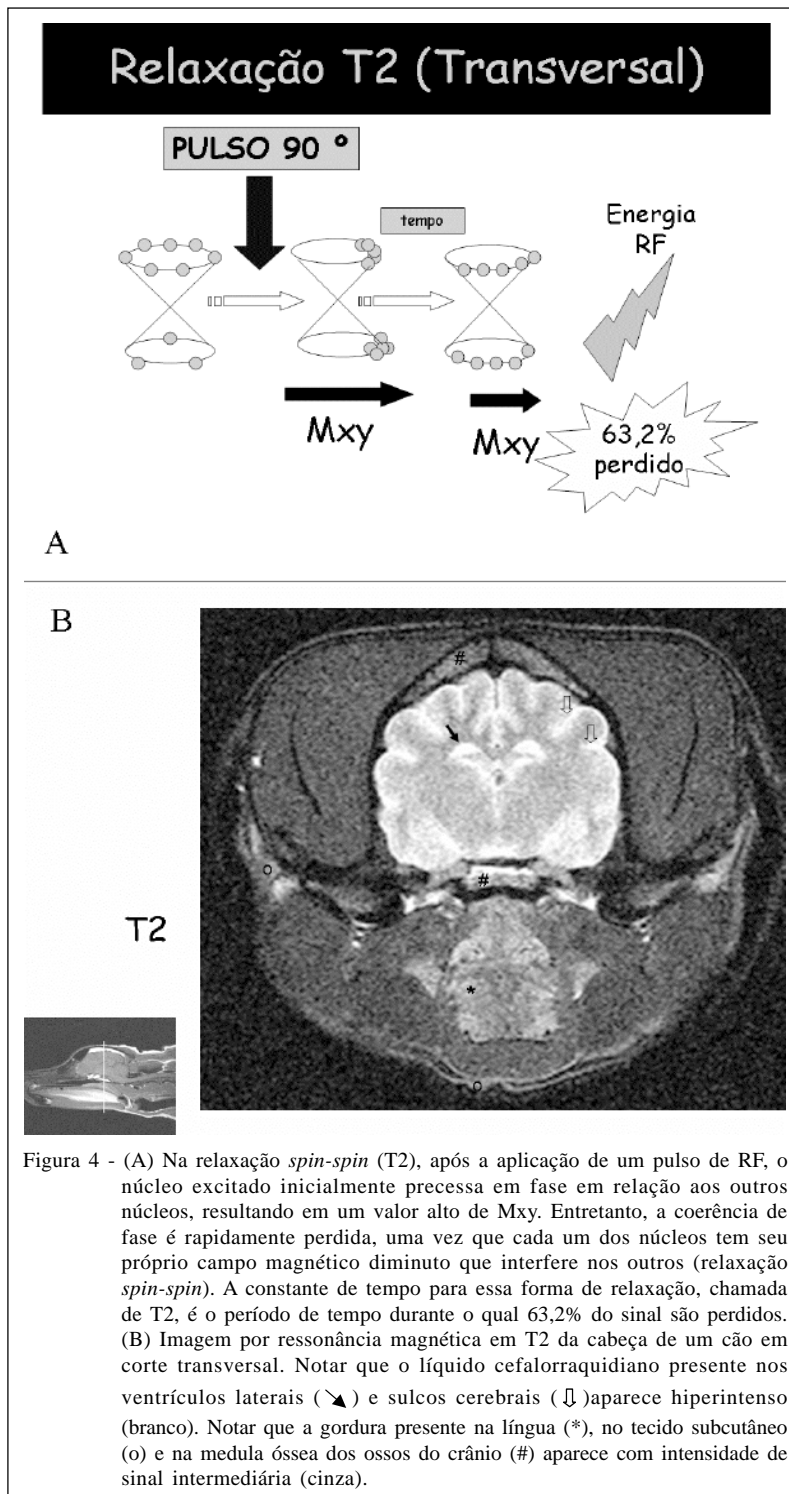 Relaxação T2 (Transversal)
PULSO 90 °
tempo
Energia
RF
Mxy
Mxy
63,2%
perdido
A
B
#
#
o
T2
*
o
Figura 4 - (A) Na relaxação spin-spin (T2), após a aplicação de um pulso de RF, o
núcleo excitado inicialmente precessa em fase em relação aos outros
núcleos, resultando em um valor alto de Mxy. Entretanto, a coerência de
fase é rapidamente perdida, uma vez que cada um dos núcleos tem seu
próprio campo magnético diminuto que interfere nos outros (relaxação
spin-spin). A constante de tempo para essa forma de relaxação, chamada
de T2, é o período de tempo durante o qual 63,2% do sinal são perdidos.
(B) Imagem por ressonância magnética em T2 da cabeça de um cão em
corte transversal. Notar que o líquido cefalorraquidiano presente nos
ventrículos laterais (➘) e sulcos cerebrais (⇩)aparece hiperintenso
(branco). Notar que a gordura presente na língua (*), no tecido subcutâneo
(o) e na medula óssea dos ossos do crânio (#) aparece com intensidade de
sinal intermediária (cinza).